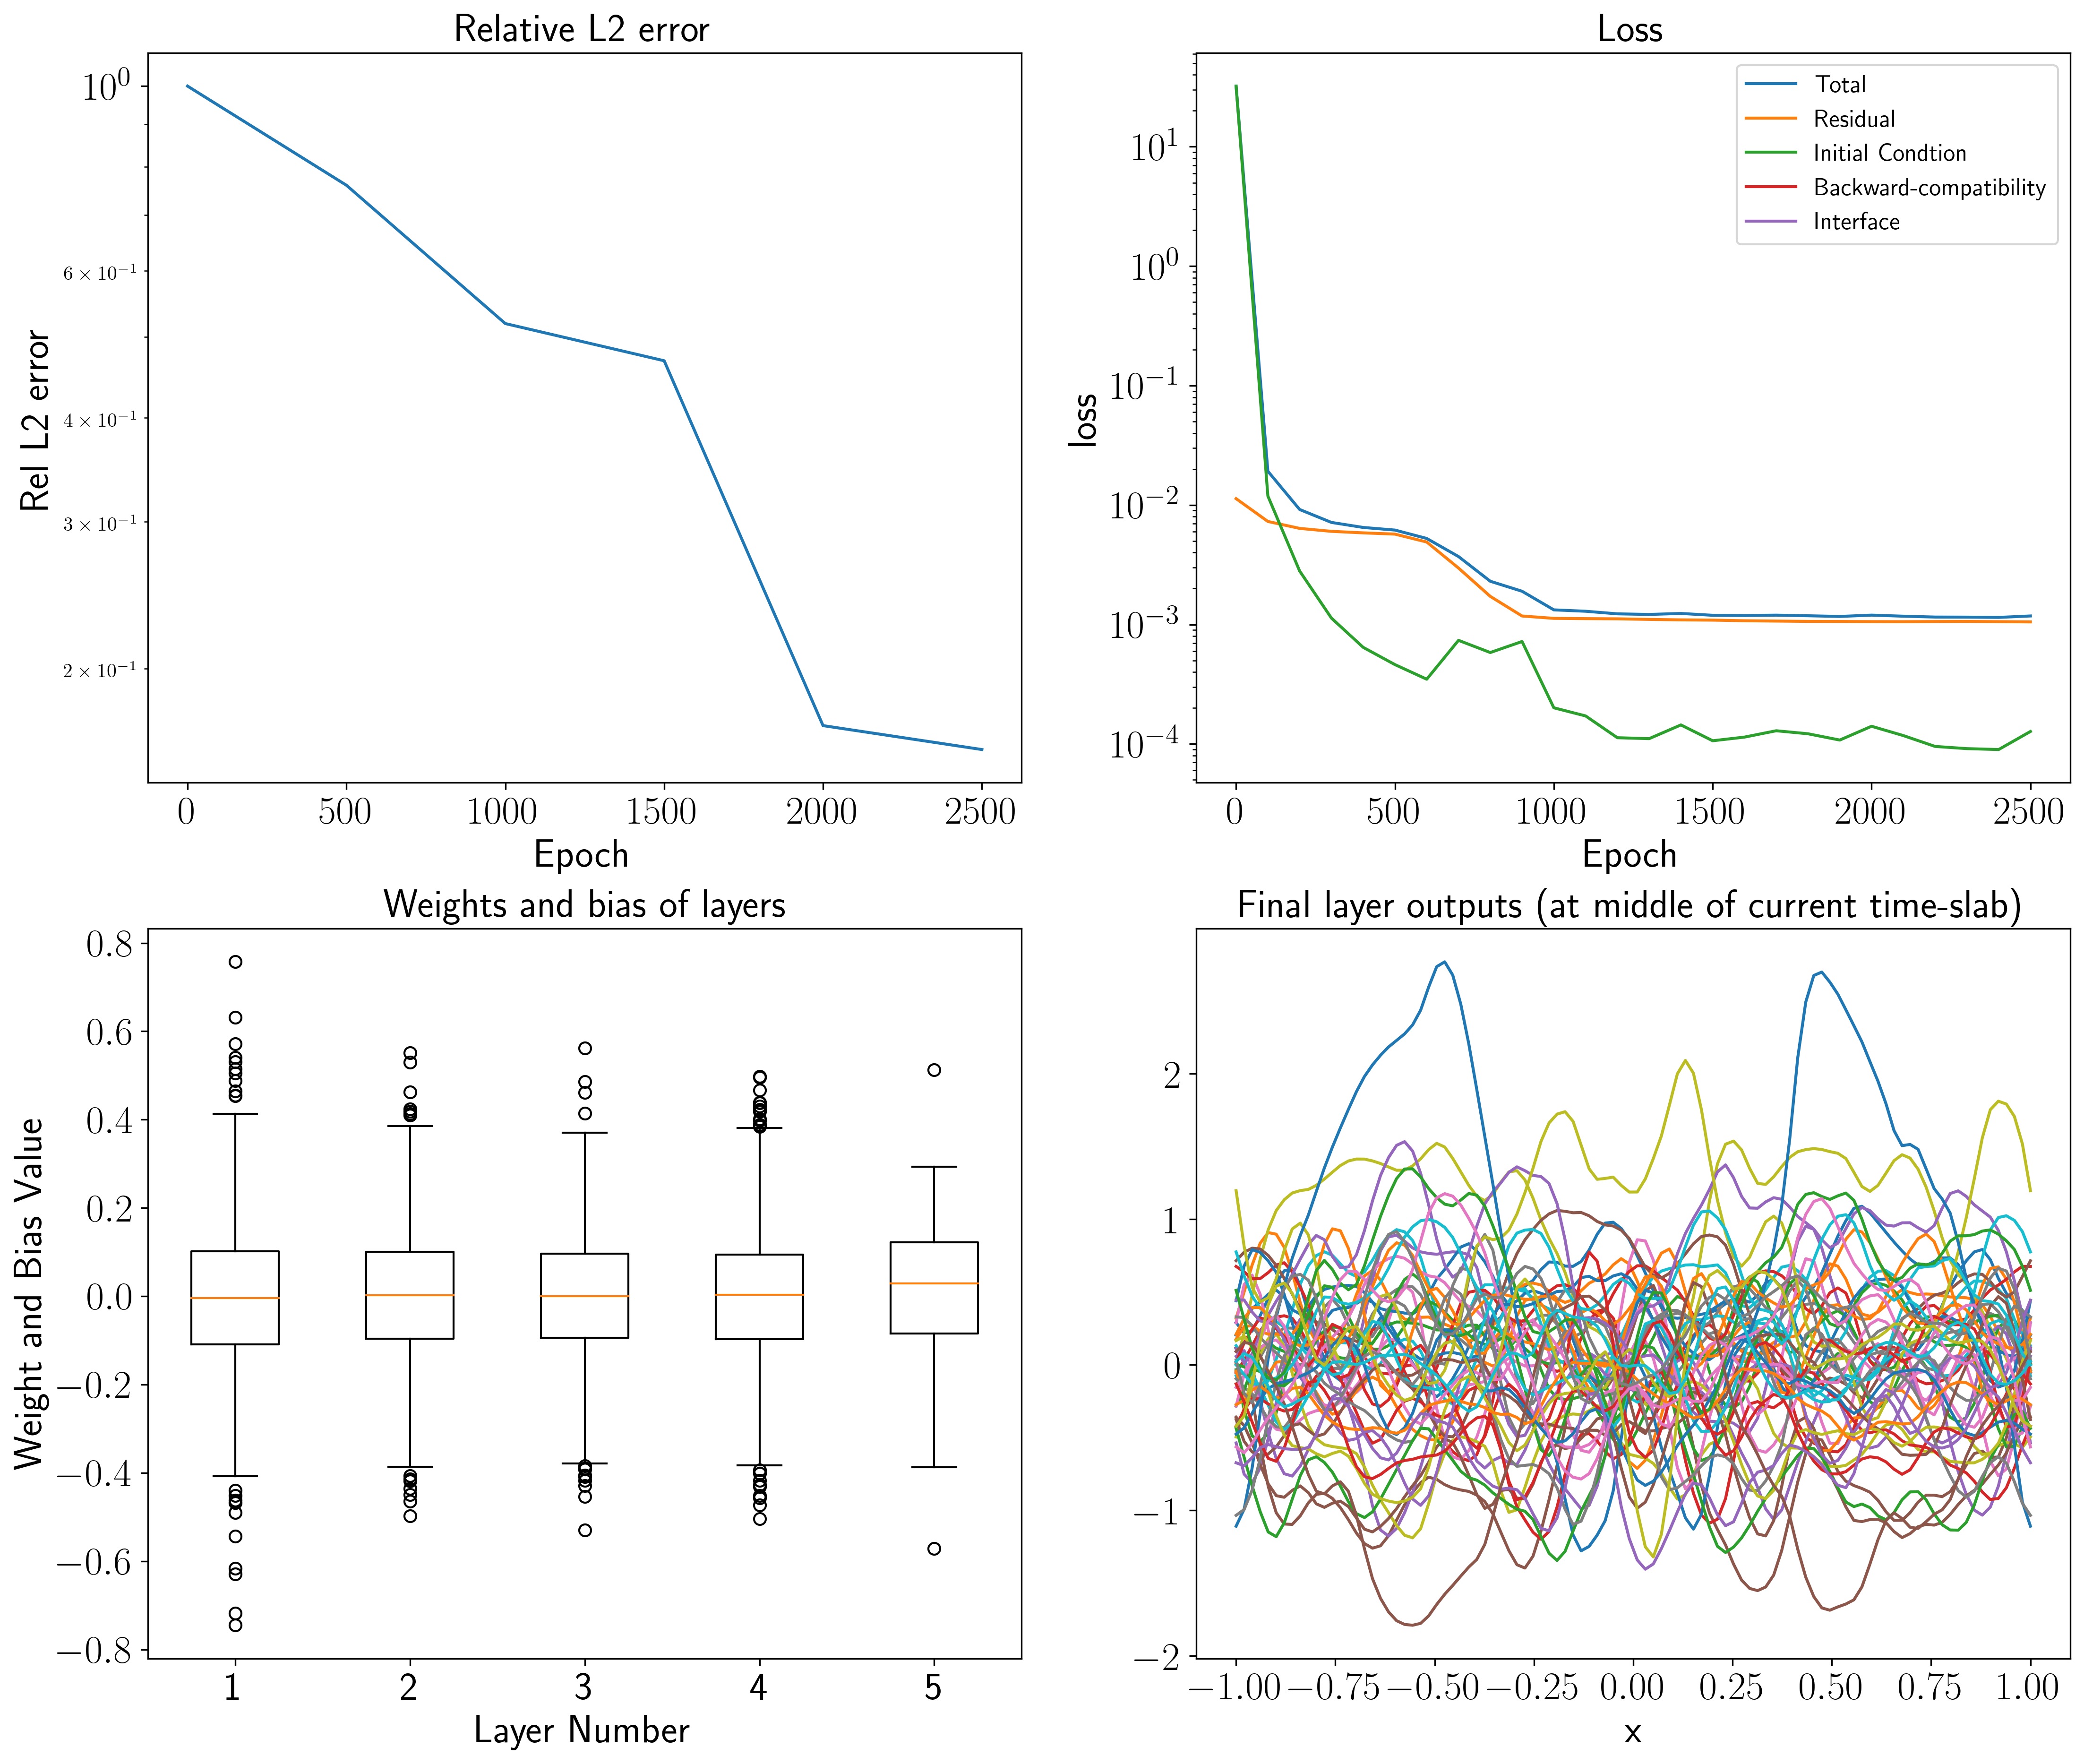 Relative L2 error
10⁰
6 × 10⁻¹
4 × 10⁻¹
3 × 10⁻¹
2 × 10⁻¹
Rel L2 error
0 500 1000 1500 2000 2500
Epoch
Loss
Total
Residual
Initial Condtion
Backward-compatibility
Interface
10¹
10⁰
10⁻¹
10⁻²
10⁻³
10⁻⁴
loss
0 500 1000 1500 2000 2500
Epoch
Weights and bias of layers
0.8
0.6
0.4
0.2
0.0
−0.2
−0.4
−0.6
−0.8
Weight and Bias Value
1 2 3 4 5
Layer Number
Final layer outputs (at middle of current time-slab)
2
1
0
−1
−2
−1.00 −0.75 −0.50 −0.25 0.00 0.25 0.50 0.75 1.00
x